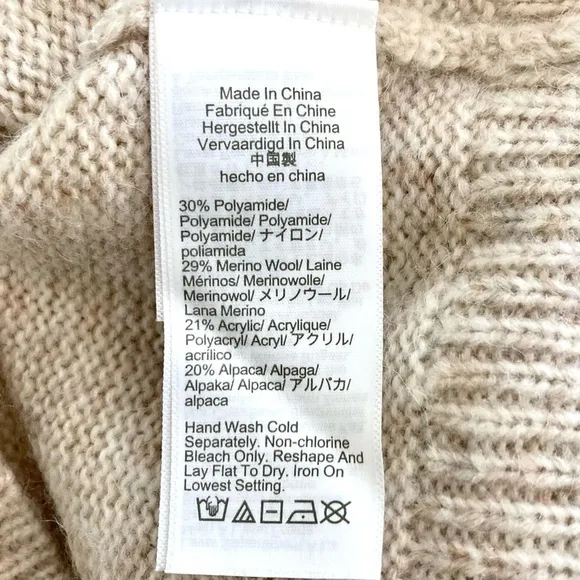 Made In China
Fabriqué En Chine
Hergestellt In China
Vervaardigd In China
中国製
hecho en china
30% Polyamide/
Polyamide/ Polyamide/
Polyamide/ ナイロン/
poliamida
29% Merino Wool/ Laine
Mérinos/ Merinowolle/
Merinowol/ メリノウール/
Lana Merino
21% Acrylic/ Acrylique/
Polyacryl/ Acryl/ アクリル/
acrílico
20% Alpaca/ Alpaga/
Alpaka/ Alpaca/ アルパカ/
alpaca
Hand Wash Cold
Separately. Non-chlorine
Bleach Only. Reshape And
Lay Flat To Dry. Iron On
Lowest Setting.